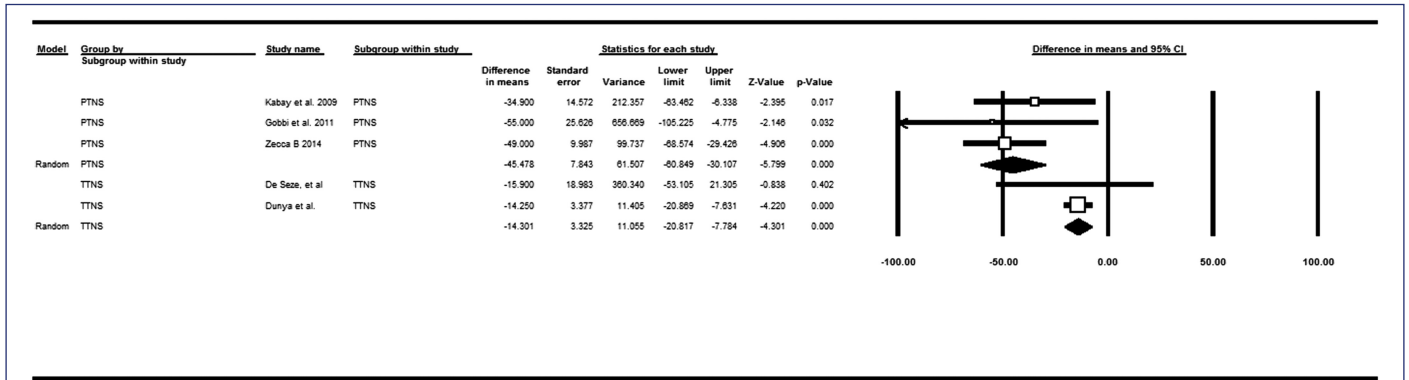 Model Group by Study name Subgroup within study Statistics for each study Difference in means and 95% CI
Subgroup within study
Difference in means Standard error Variance Lower limit Upper limit Z-Value p-Value
PTNS Kabay et al. 2009 PTNS -34.900 14.572 212.357 -63.462 -6.338 -2.395 0.017
PTNS Gobbi et al. 2011 PTNS -55.000 25.626 656.669 -105.225 -4.775 -2.146 0.032
PTNS Zecca B 2014 PTNS -49.000 9.987 99.737 -68.574 -29.426 -4.906 0.000
Random PTNS -45.478 7.843 61.507 -60.849 -30.107 -5.799 0.000
TTNS De Seze, et al TTNS -15.900 18.983 360.340 -53.105 21.305 -0.838 0.402
TTNS Dunya et al. TTNS -14.250 3.377 11.405 -20.869 -7.631 -4.220 0.000
Random TTNS -14.301 3.325 11.055 -20.817 -7.784 -4.301 0.000
-100.00 -50.00 0.00 50.00 100.00